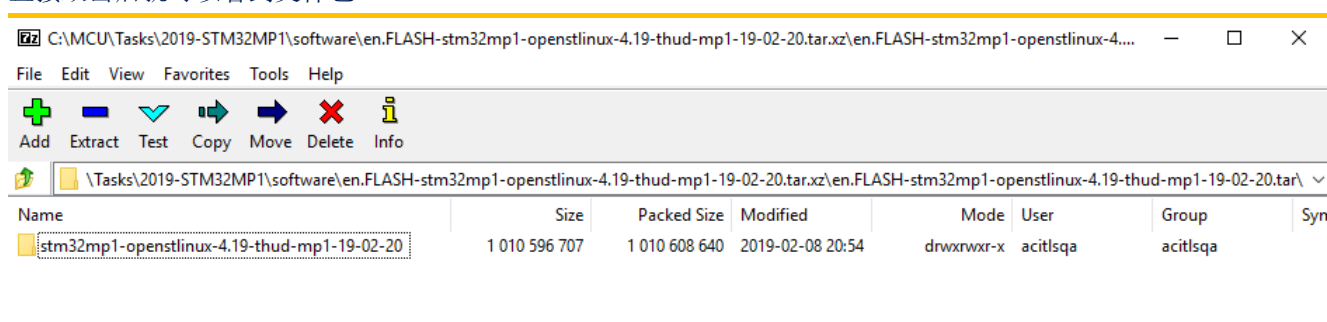 C:\MCU\Tasks\2019-STM32MP1\software\en.FLASH-stm32mp1-openstlinux-4.19-thud-mp1-19-02-20.tar.xz\en.FLASH-stm32mp1-openstlinux-4....
File Edit View Favorites Tools Help
Add Extract Test Copy Move Delete Info
\Tasks\2019-STM32MP1\software\en.FLASH-stm32mp1-openstlinux-4.19-thud-mp1-19-02-20.tar.xz\en.FLASH-stm32mp1-openstlinux-4.19-thud-mp1-19-02-20.tar\
Name Size Packed Size Modified Mode User Group Syn
stm32mp1-openstlinux-4.19-thud-mp1-19-02-20 1 010 596 707 1 010 608 640 2019-02-08 20:54 drwxrwxr-x acitlsqa acitlsqa